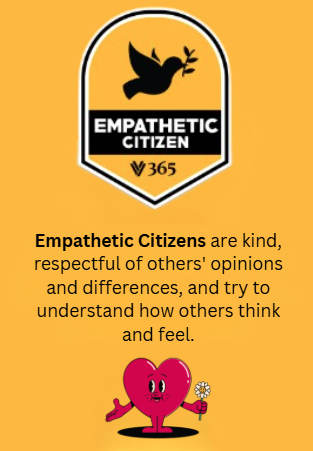 EMPATHETIC
CITIZEN
365
Empathetic Citizens are kind,
respectful of others' opinions
and differences, and try to
understand how others think
and feel.